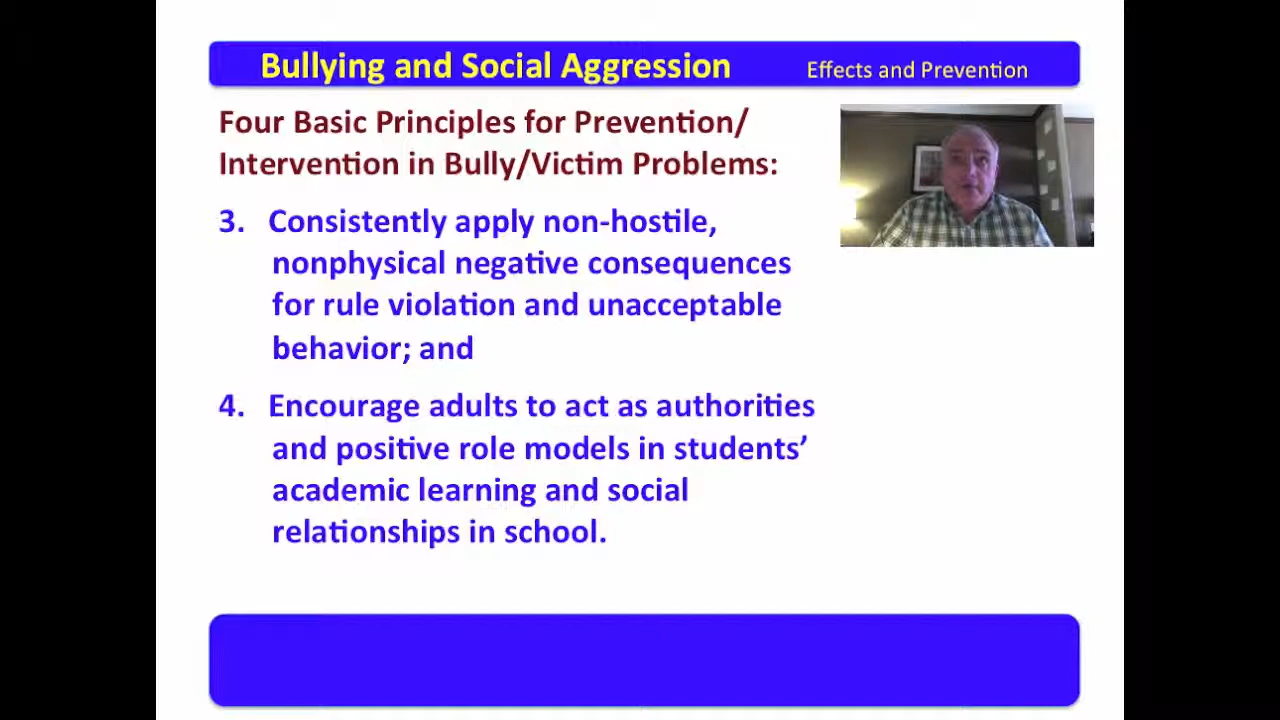 Bullying and Social Aggression Effects and Prevention
Four Basic Principles for Prevention/
Intervention in Bully/Victim Problems:
3. Consistently apply non-hostile,
nonphysical negative consequences
for rule violation and unacceptable
behavior; and
4. Encourage adults to act as authorities
and positive role models in students’
academic learning and social
relationships in school.